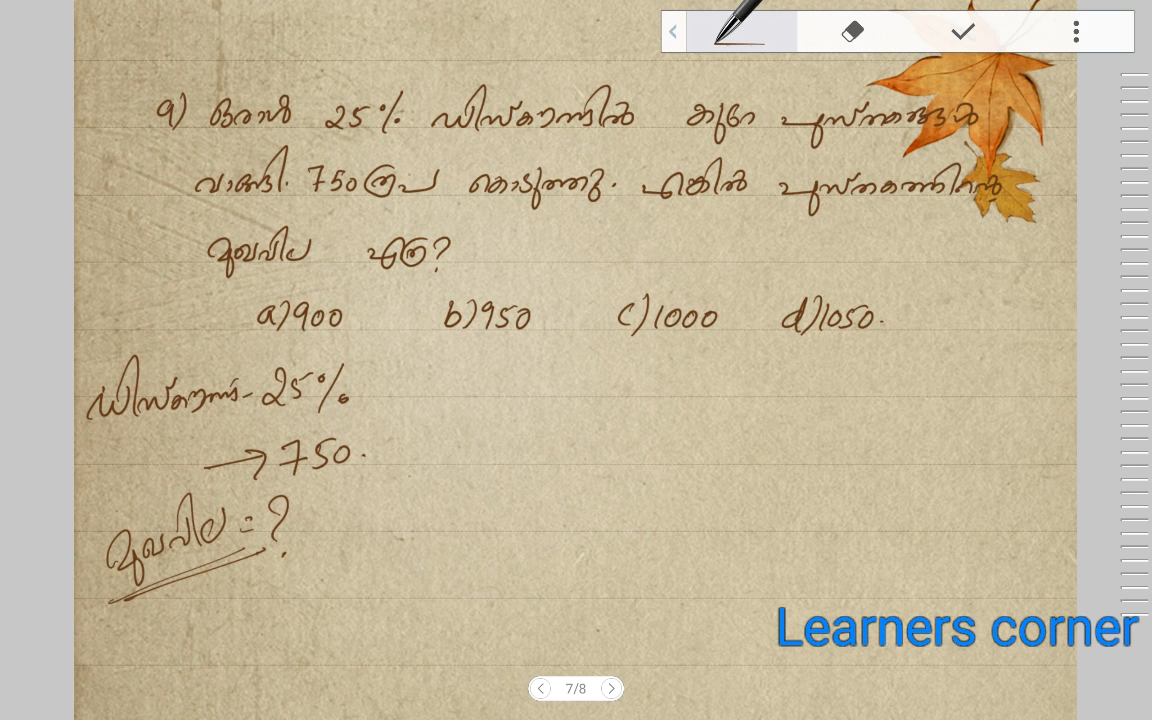 9) ഒരാൾ 25% ഡിസ്കൗണ്ടിൽ കുറേ പുസ്തകങ്ങൾ
വാങ്ങി. 750 രൂപ കൊടുത്തു. എങ്കിൽ പുസ്തകത്തിന്റെ
മുഖവില എത്ര?
a) 900 b) 950 c) 1000 d) 1050.
ഡിസ്കൗണ്ട് - 25%
→ 750.
മുഖവില = ?
Learners corner
7/8